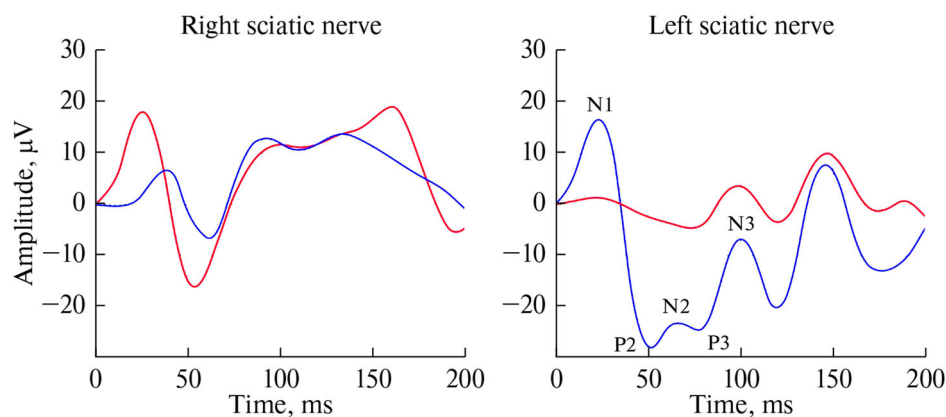 Right sciatic nerve
Left sciatic nerve
Amplitude, μV
30
20
10
0
−10
−20
0
50
100
150
200
Time, ms
30
20
10
0
−10
−20
N1
P2
N2
P3
N3
0
50
100
150
200
Time, ms